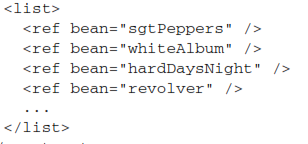 <list>
  <ref bean="sgtPeppers" />
  <ref bean="whiteAlbum" />
  <ref bean="hardDaysNight" />
  <ref bean="revolver" />
  ...
</list>